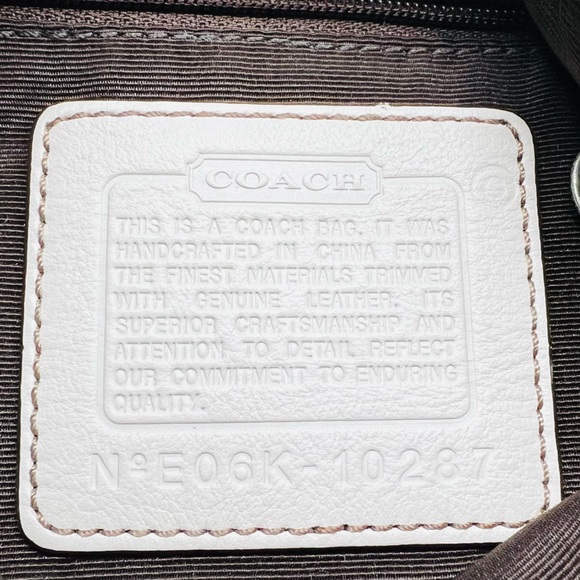 COACH
THIS IS A COACH BAG. IT WAS
HANDCRAFTED IN CHINA FROM
THE FINEST MATERIALS TRIMMED
WITH GENUINE LEATHER. ITS
SUPERIOR CRAFTSMANSHIP AND
ATTENTION TO DETAIL REFLECT
OUR COMMITMENT TO ENDURING
QUALITY.
NºE06K-10287